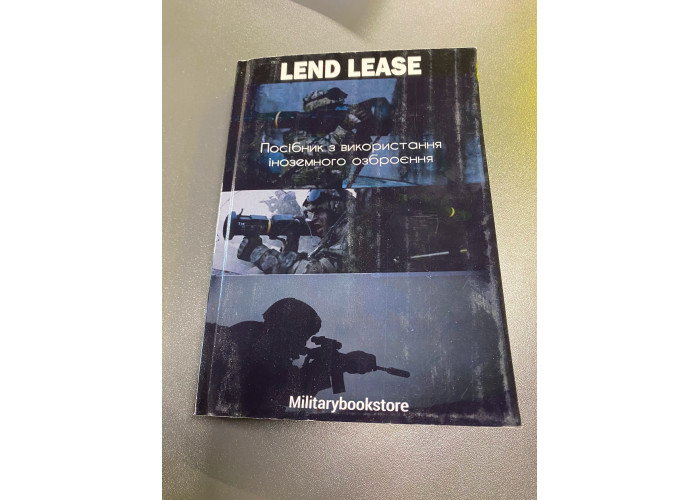 LEND LEASE
Посібник з використання
іноземного озброєння
Militarybookstore